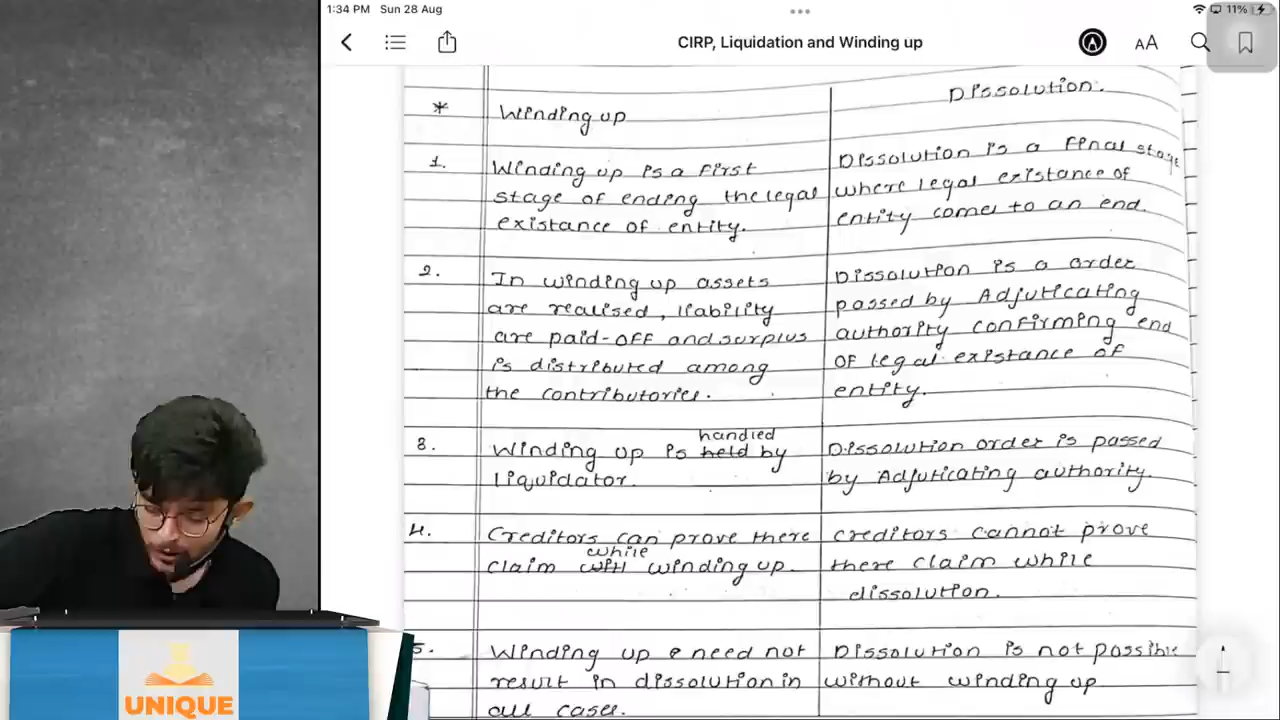 1:34 PM Sun 28 Aug
11%
CIRP, Liquidation and Winding up
AA
* Winding up
Dissolution.
1. Winding up is a first
stage of ending the legal
existance of entity.
Dissolution is a final stage
where legal existance of
entity comes to an end.
2. In winding up assets
are realised, liability
are paid-off and surplus
is distributed among
the contributories.
Dissolution is a order
passed by Adjuticating
authority confirming end
of legal existance of
entity.
3. Winding up is held handled by
liquidator.
Dissolution order is passed
by Adjuticating authority.
4. Creditors can prove there
claim while winding up.
creditors cannot prove
there claim while
dissolution.
5. Winding up need not
result in dissolution in
all cases.
Dissolution is not possible
without winding up
UNIQUE